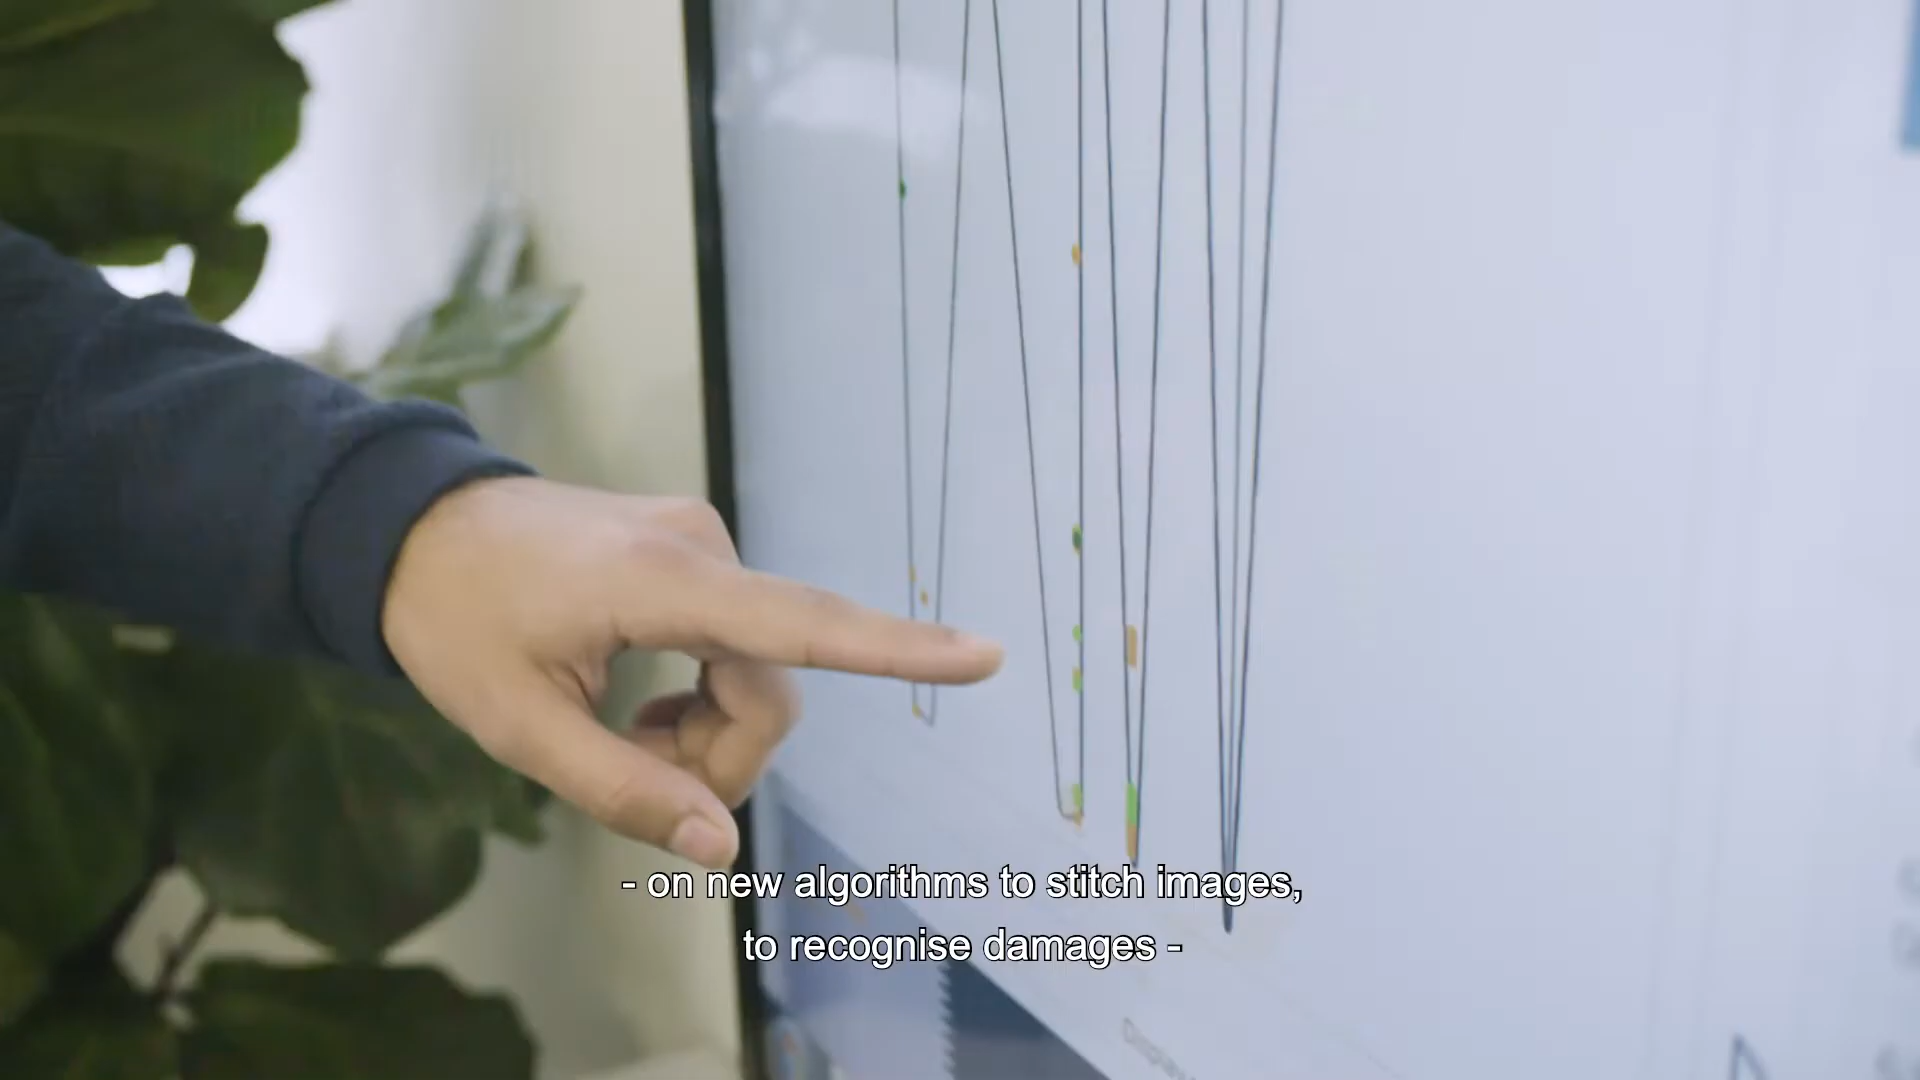 - on new algorithms to stitch images,
to recognise damages -